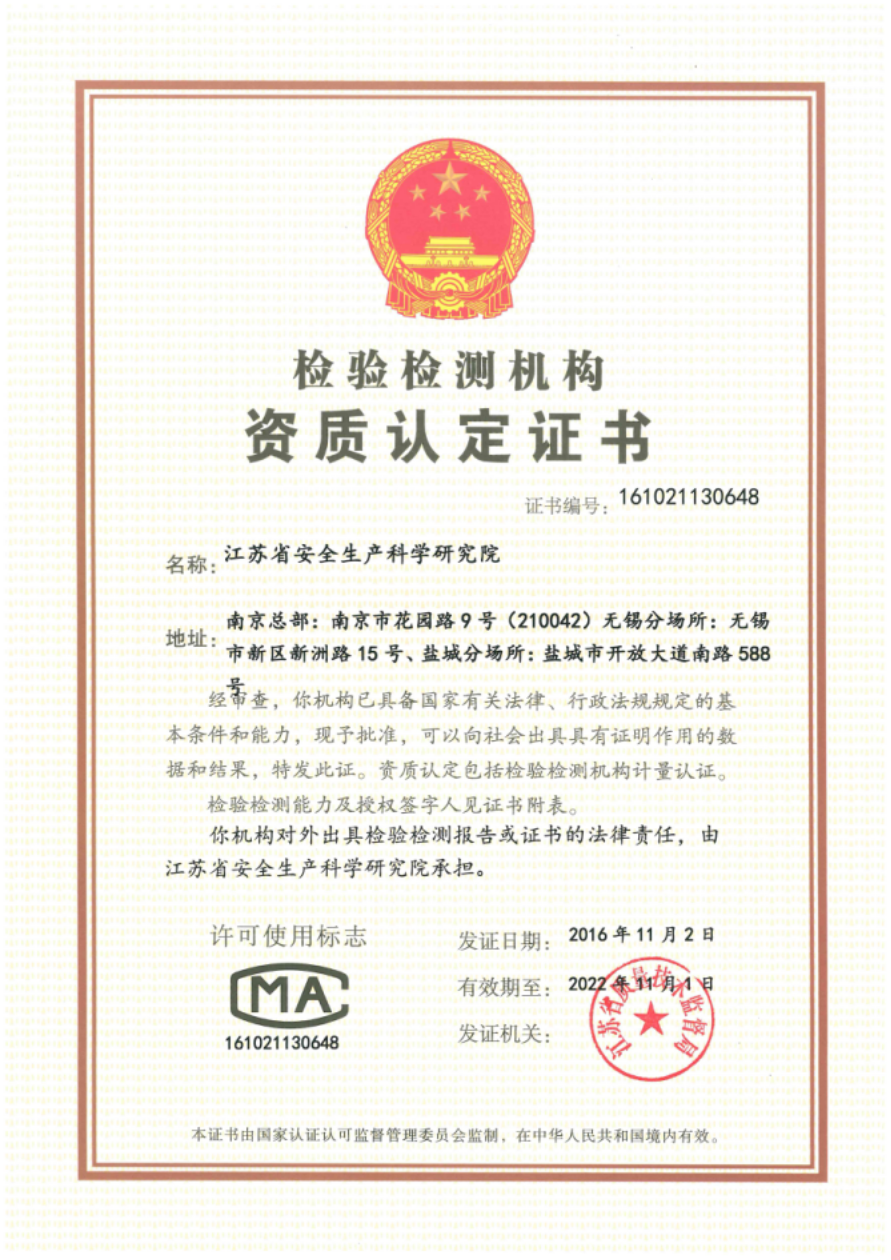 检验检测机构
资质认定证书
证书编号：161021130648
名称：江苏省安全生产科学研究院
地址：南京总部：南京市花园路9号（210042）无锡分场所：无锡
市新区新洲路15号、盐城分场所：盐城市开放大道南路588
号
经审查，你机构已具备国家有关法律、行政法规规定的基
本条件和能力，现予批准，可以向社会出具具有证明作用的数
据和结果，特发此证。资质认定包括检验检测机构计量认证。
检验检测能力及授权签字人见证书附表。
你机构对外出具检验检测报告或证书的法律责任，由
江苏省安全生产科学研究院承担。
许可使用标志
MA
161021130648
发证日期：2016年11月2日
有效期至：2022年11月1日
发证机关：
江苏省质量技术监督局
本证书由国家认证认可监督管理委员会监制，在中华人民共和国境内有效。